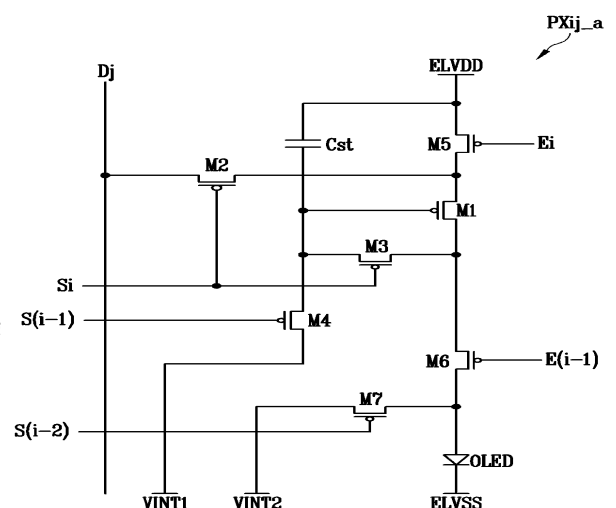 PXij_a
Dj
ELVDD
Cst
M5
Ei
M2
M1
M3
Si
S(i-1)
M4
M6
E(i-1)
M7
S(i-2)
OLED
VINT1
VINT2
ELVSS